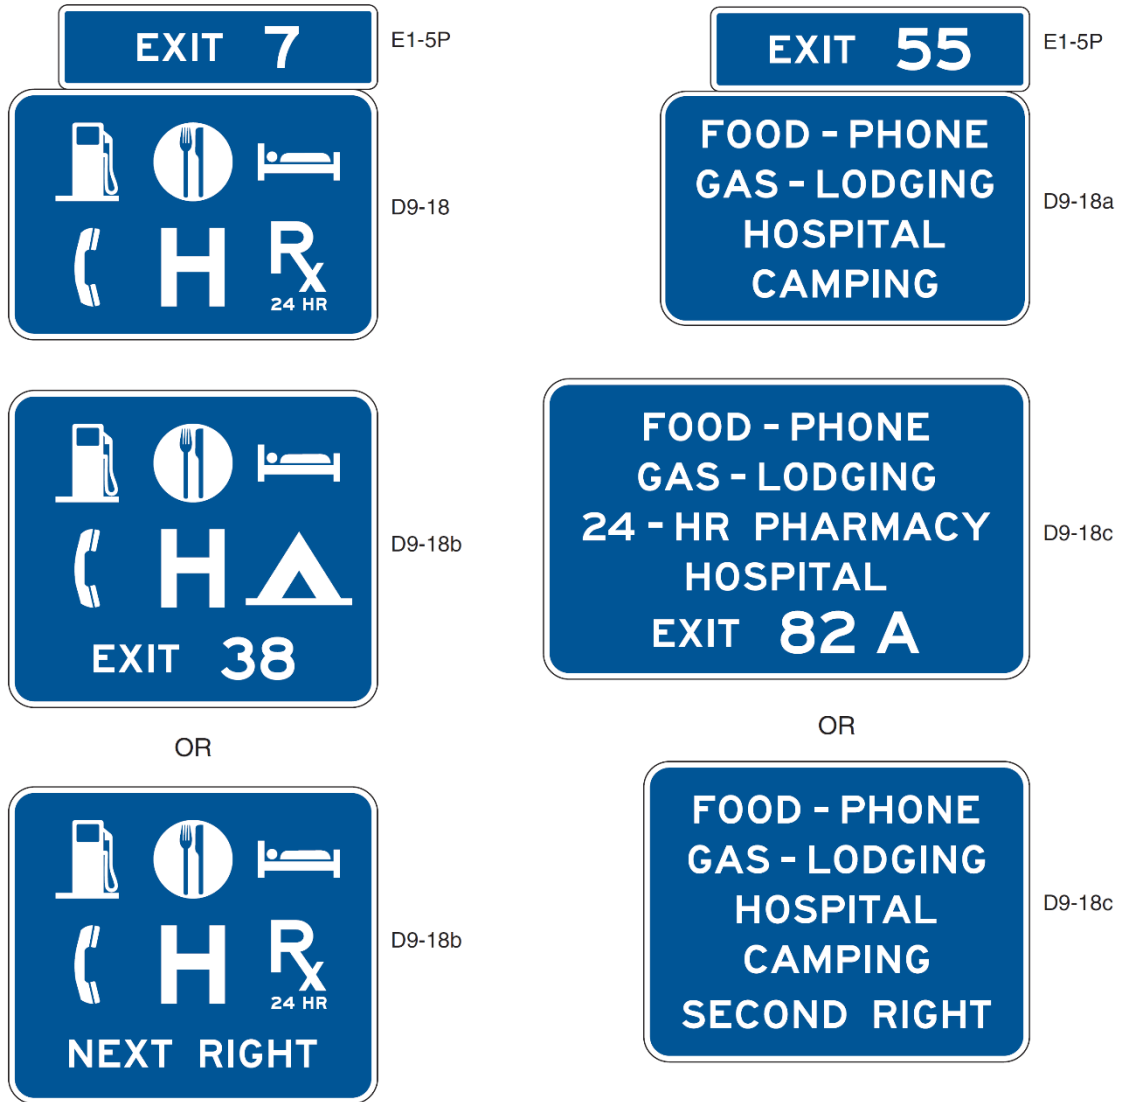 EXIT 7
E1-5P
D9-18
H
Rx
24 HR
EXIT 55
E1-5P
FOOD - PHONE
GAS - LODGING
HOSPITAL
CAMPING
D9-18a
H
D9-18b
EXIT 38
OR
FOOD - PHONE
GAS - LODGING
24 - HR PHARMACY
HOSPITAL
EXIT 82 A
D9-18c
OR
H
Rx
24 HR
D9-18b
NEXT RIGHT
FOOD - PHONE
GAS - LODGING
HOSPITAL
CAMPING
SECOND RIGHT
D9-18c